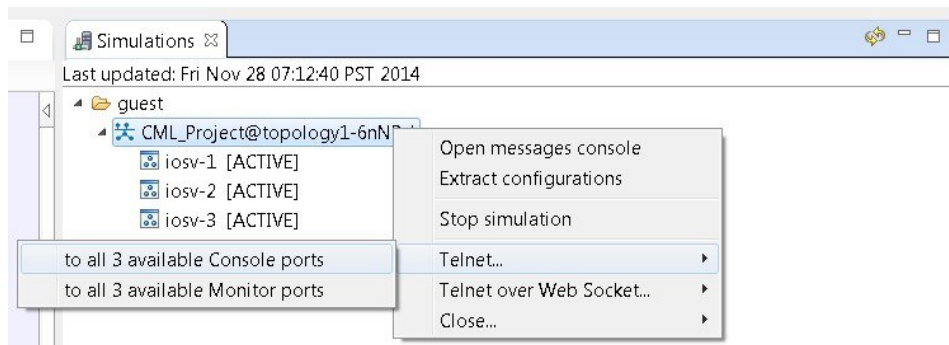 Simulations
Last updated: Fri Nov 28 07:12:40 PST 2014
guest
CML_Project@topology1-6nNB
iosv-1 [ACTIVE]
iosv-2 [ACTIVE]
iosv-3 [ACTIVE]
Open messages console
Extract configurations
Stop simulation
Telnet...
Telnet over Web Socket...
Close...
to all 3 available Console ports
to all 3 available Monitor ports